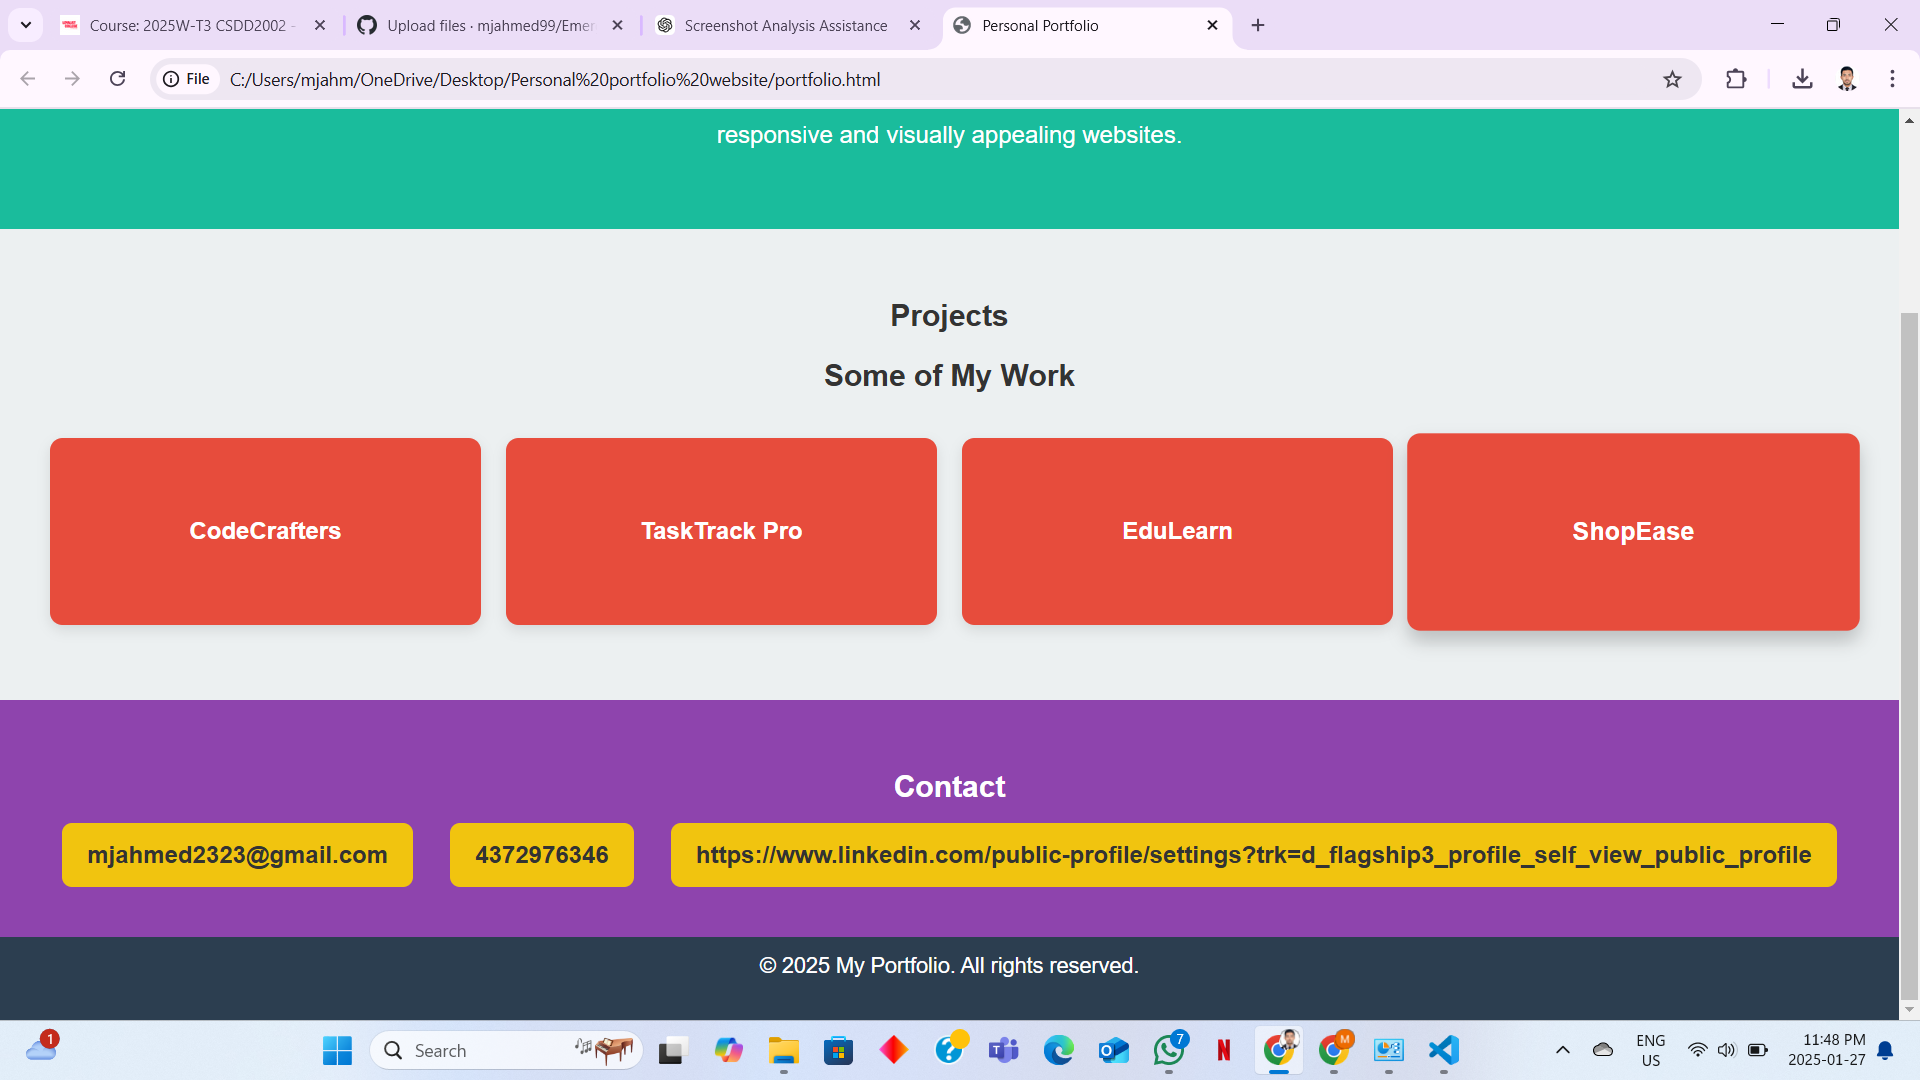 Course: 2025W-T3 CSDD2002 -
Upload files · mjahmed99/Emer
Screenshot Analysis Assistance
Personal Portfolio
File
C:/Users/mjahm/OneDrive/Desktop/Personal%20portfolio%20website/portfolio.html
responsive and visually appealing websites.
Projects
Some of My Work
CodeCrafters
TaskTrack Pro
EduLearn
ShopEase
Contact
mjahmed2323@gmail.com
4372976346
https://www.linkedin.com/public-profile/settings?trk=d_flagship3_profile_self_view_public_profile
© 2025 My Portfolio. All rights reserved.
1
Search
7
M
ENG
US
11:48 PM
2025-01-27